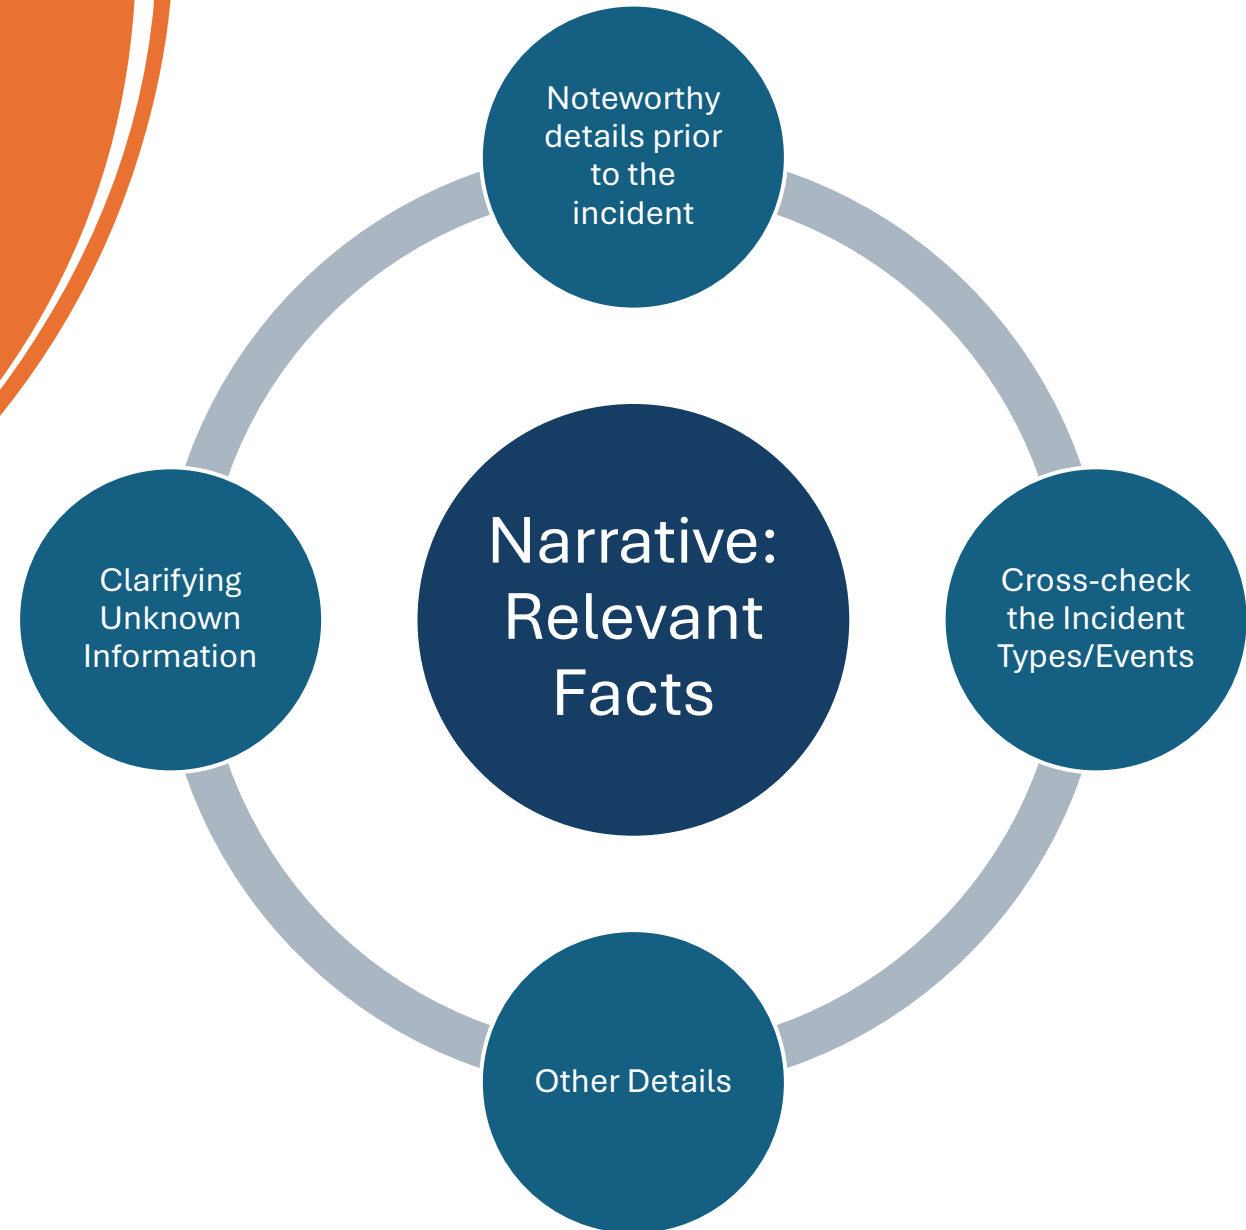 Noteworthy
details prior
to the
incident
Clarifying
Unknown
Information
Narrative:
Relevant
Facts
Cross-check
the Incident
Types/Events
Other Details